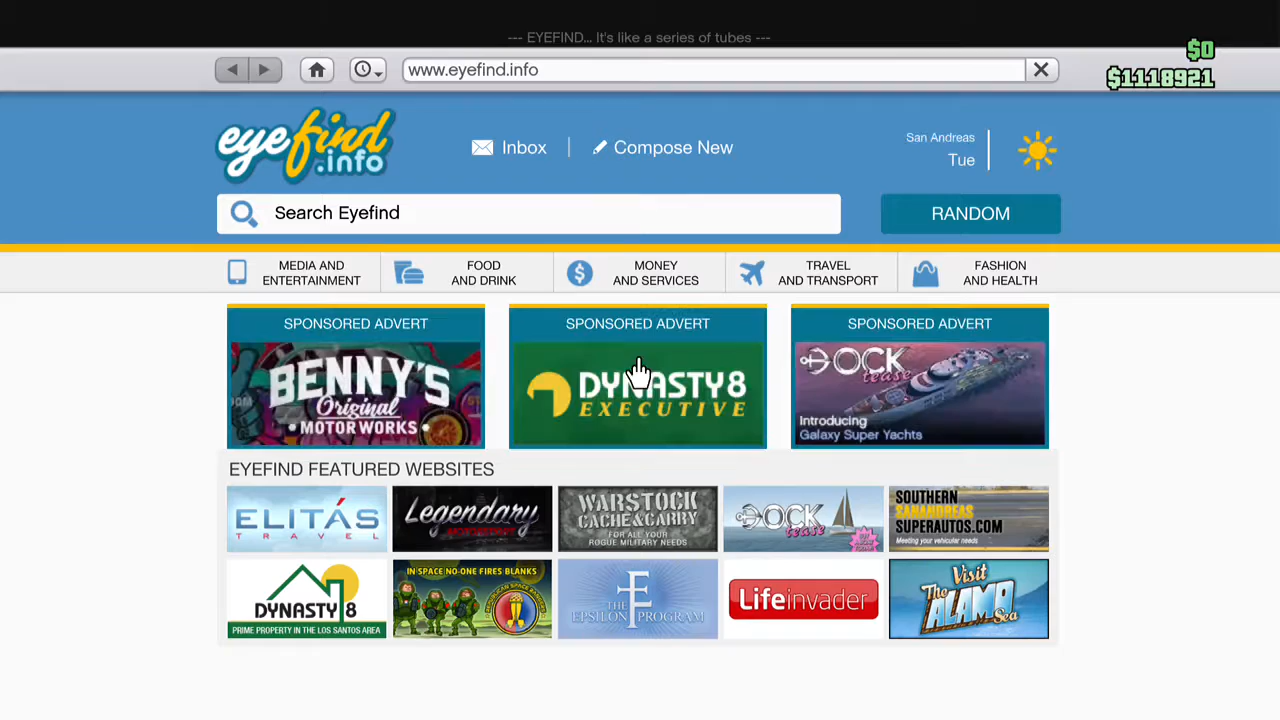 --- EYEFIND... It's like a series of tubes ---
www.eyefind.info
$0
$1118921
eyefind
.info
Inbox
Compose New
San Andreas
Tue
Search Eyefind
RANDOM
MEDIA AND
ENTERTAINMENT
FOOD
AND DRINK
MONEY
AND SERVICES
TRAVEL
AND TRANSPORT
FASHION
AND HEALTH
SPONSORED ADVERT
BENNY'S
Original
MOTOR WORKS
SPONSORED ADVERT
DYNASTY 8
EXECUTIVE
SPONSORED ADVERT
DOCK
tease
Introducing
Galaxy Super Yachts
EYEFIND FEATURED WEBSITES
ELITÁS
TRAVEL
Legendary
MOTORSPORT
WARSTOCK
CACHE & CARRY
FOR ALL YOUR
ROGUE MILITARY NEEDS
DOCK
tease
SOUTHERN
SANANDREAS
SUPERAUTOS.COM
Meeting your vehicular needs
DYNASTY 8
PRIME PROPERTY IN THE LOS SANTOS AREA
IN SPACE NO-ONE FIRES BLANKS
THE
EPSILON PROGRAM
Lifeinvader
Visit
The
ALAMO
Sea